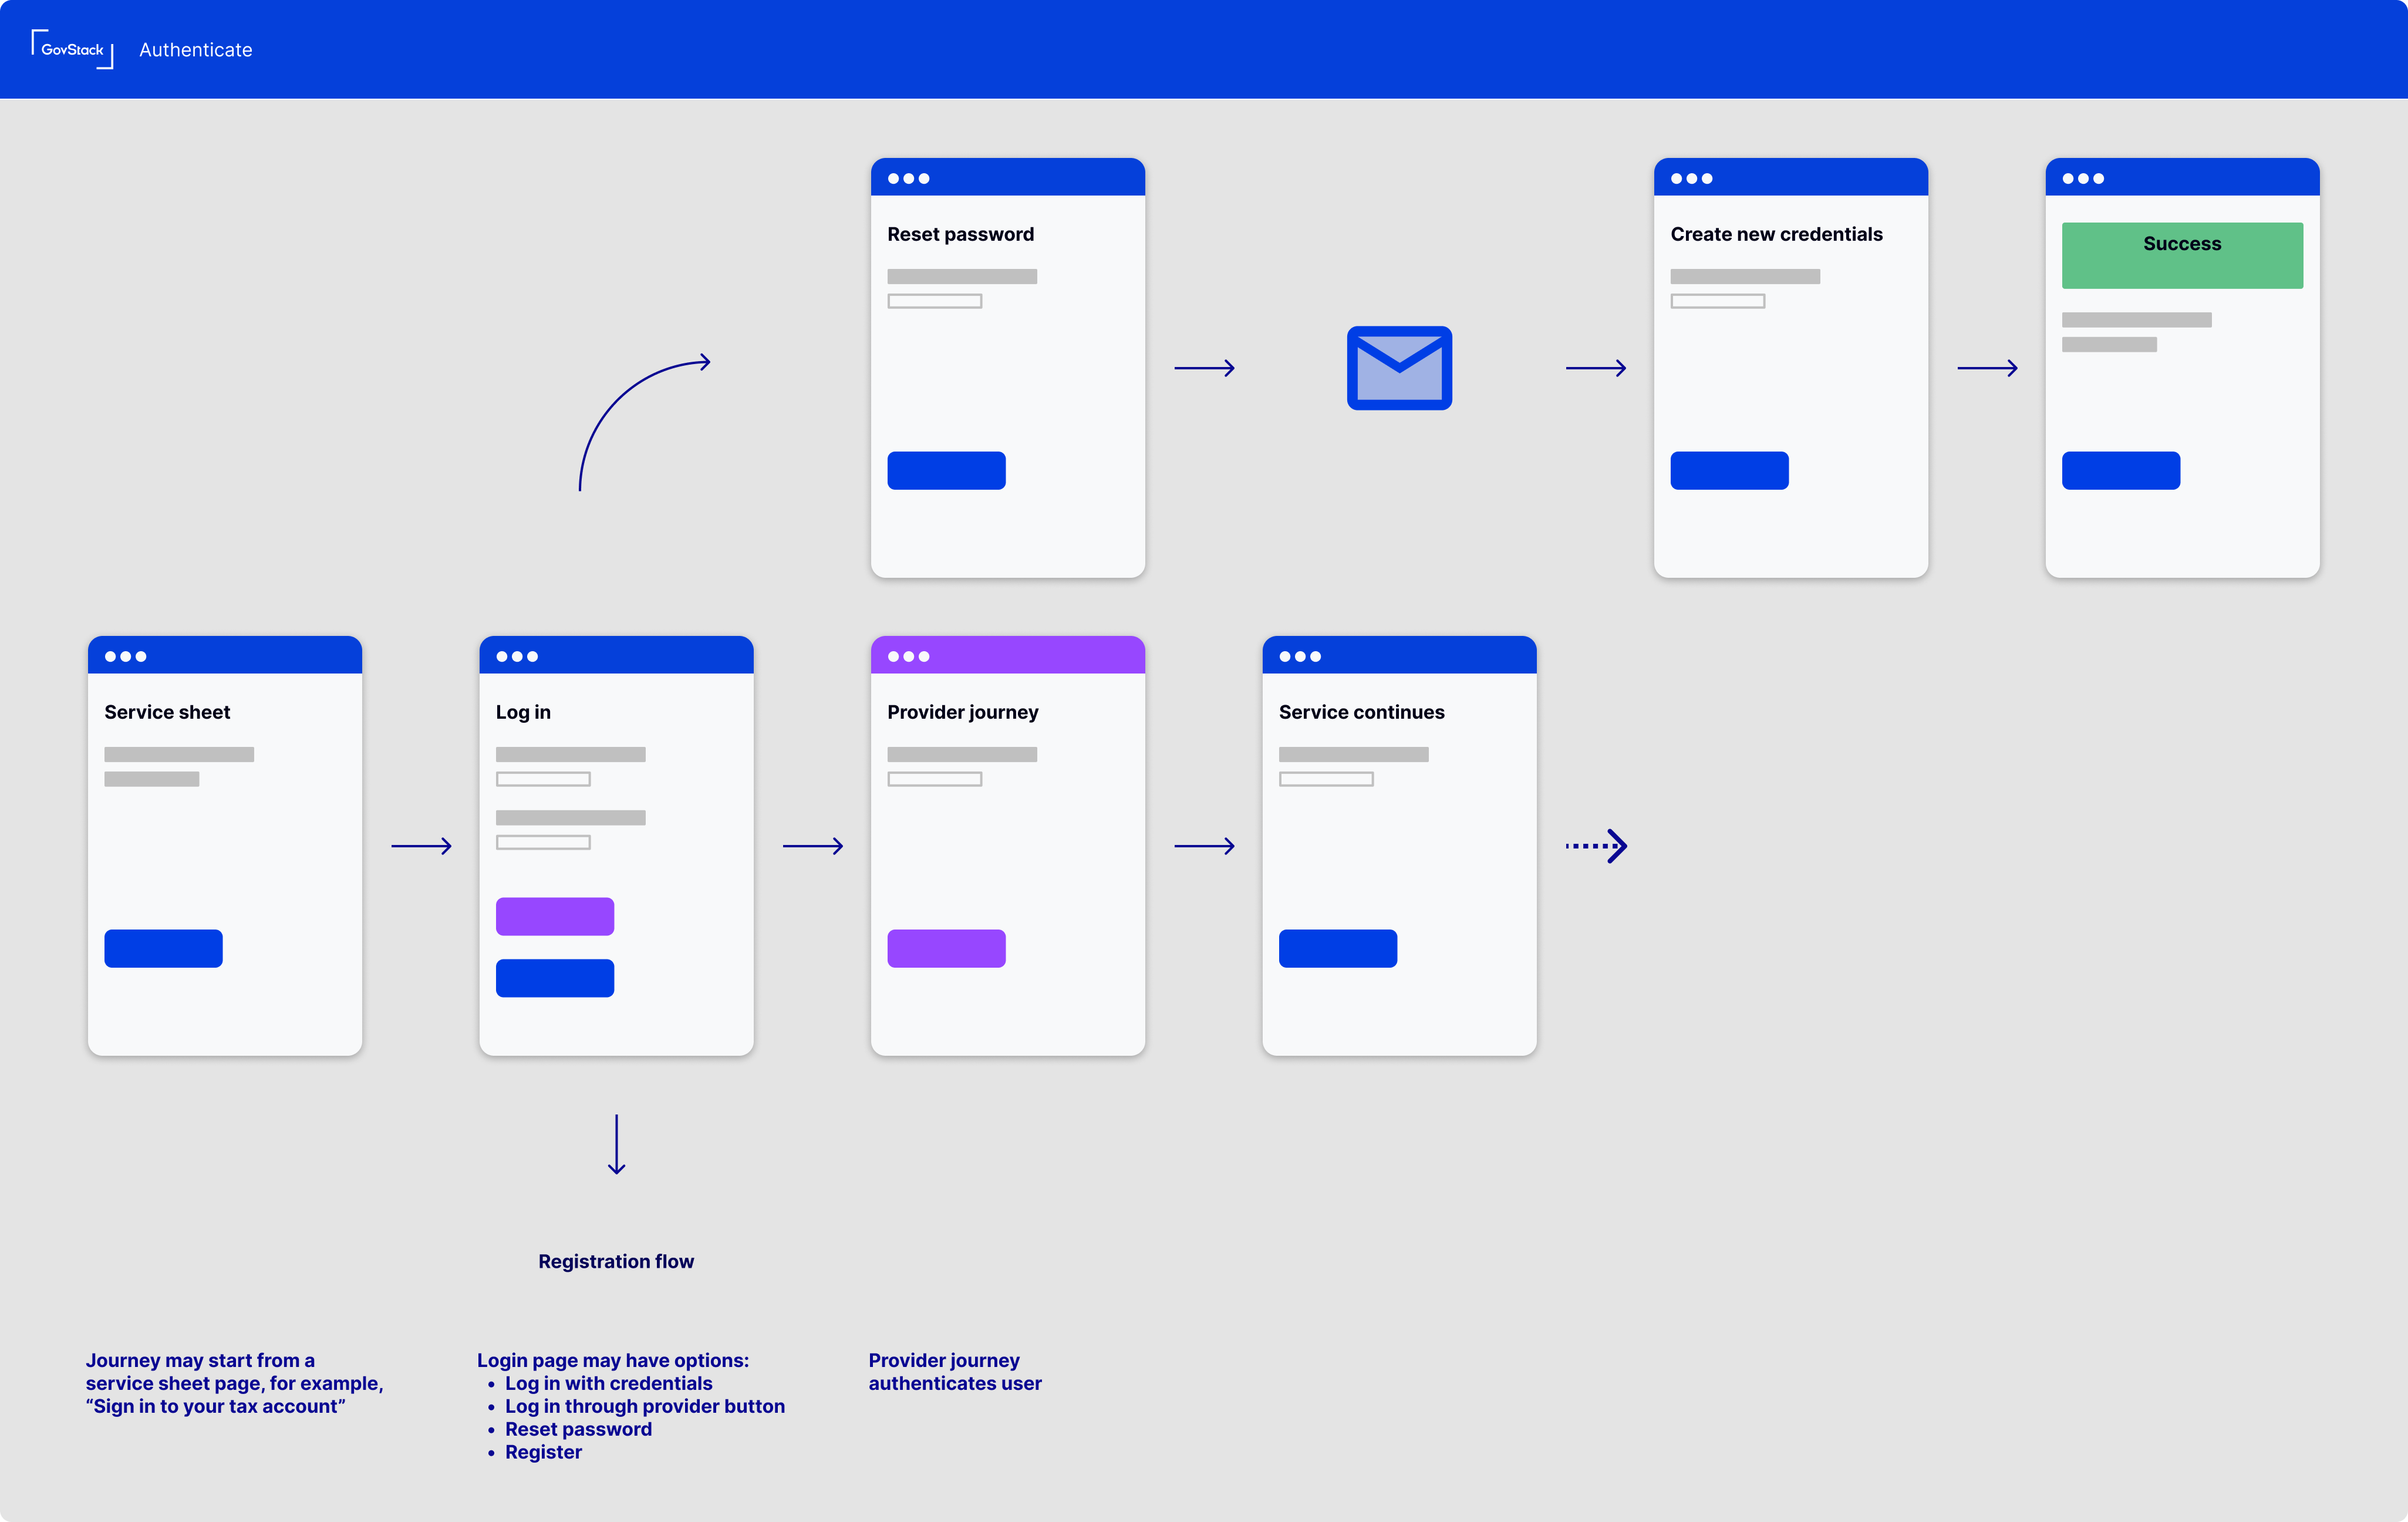 GovStack
Authenticate
Reset password
Create new credentials
Success
Service sheet
Log in
Provider journey
Service continues
Registration flow
Journey may start from a
service sheet page, for example,
“Sign in to your tax account”
Login page may have options:
• Log in with credentials
• Log in through provider button
• Reset password
• Register
Provider journey
authenticates user